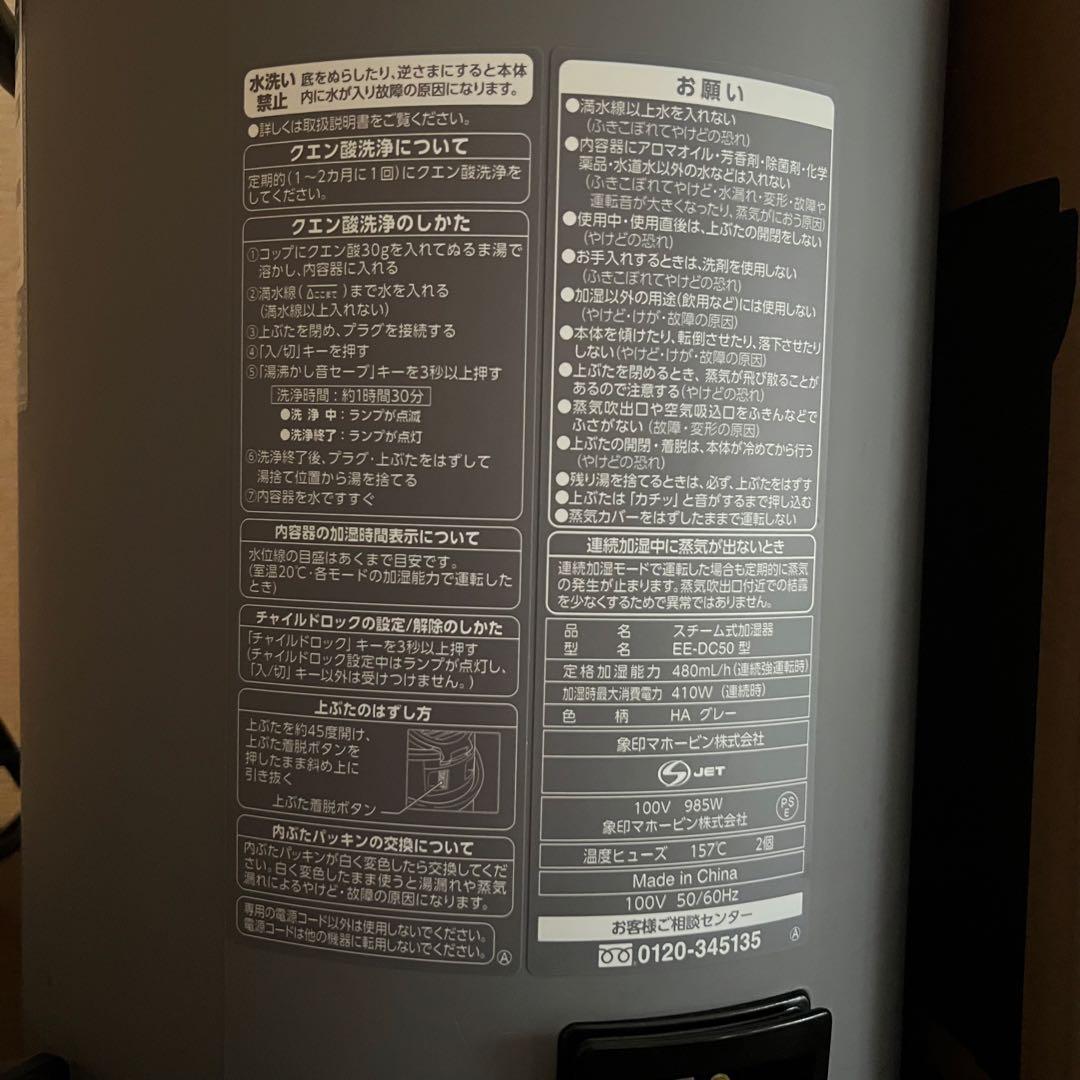 水洗い
禁止
底をぬらしたり、逆さまにすると本体
内に水が入り故障の原因になります。
●詳しくは取扱説明書をご覧ください。
クエン酸洗浄について
定期的(1〜2カ月に1回)にクエン酸洗浄を
してください。
クエン酸洗浄のしかた
①コップにクエン酸30gを入れてぬるま湯で
溶かし、内容器に入れる
②満水線(ここまで)まで水を入れる
(満水線以上入れない)
③上ぶたを閉め、プラグを接続する
④「入/切」キーを押す
⑤「湯沸かし音セーブ」キーを3秒以上押す
洗浄時間:約1時間30分
●洗浄中:ランプが点滅
●洗浄終了:ランプが点灯
⑥洗浄終了後、プラグ・上ぶたをはずして
湯捨て位置から湯を捨てる
⑦内容器を水ですすぐ
内容器の加湿時間表示について
水位線の目盛はあくまで目安です。
(室温20℃・各モードの加湿能力で運転した
とき)
チャイルドロックの設定/解除のしかた
「チャイルドロック」キーを3秒以上押す
(チャイルドロック設定中はランプが点灯し、
「入/切」キー以外は受けつけません。)
上ぶたのはずし方
上ぶたを約45度開け、
上ぶた着脱ボタンを
押したまま斜め上に
引き抜く
上ぶた着脱ボタン
内ぶたパッキンの交換について
内ぶたパッキンが白く変色したら交換してくだ
さい。白く変色したまま使うと湯漏れや蒸気
漏れによるやけど・故障の原因になります。
専用の電源コード以外は使用しないでください。
電源コードは他の機器に転用しないでください。
Ⓐ
お願い
●満水線以上水を入れない
(ふきこぼれてやけどの恐れ)
●内容器にアロマオイル・芳香剤・除菌剤・化学
薬品・水道水以外の水などは入れない
(ふきこぼれてやけど・水漏れ・変形・故障や
運転音が大きくなったり、蒸気がにおう原因)
●使用中・使用直後は、上ぶたの開閉をしない
(やけどの恐れ)
●お手入れするときは、洗剤を使用しない
(ふきこぼれてやけどの恐れ)
●加湿以外の用途(飲用など)には使用しない
(やけど・けが・故障の原因)
●本体を傾けたり、転倒させたり、落下させたり
しない(やけど・けが・故障の原因)
●上ぶたを閉めるとき、蒸気が飛び散ることが
あるので注意する(やけどの恐れ)
●蒸気吹出口や空気吸込口をふきんなどで
ふさがない(故障・変形の原因)
●上ぶたの開閉・着脱は、本体が冷めてから行う
(やけどの恐れ)
●残り湯を捨てるときは、必ず、上ぶたをはずす
●上ぶたは「カチッ」と音がするまで押し込む
●蒸気カバーをはずしたままで運転しない
連続加湿中に蒸気が出ないとき
連続加湿モードで運転した場合も定期的に蒸気
の発生が止まります。蒸気吹出口付近での結露
を少なくするためで異常ではありません。
品名 スチーム式加湿器
型名 EE-DC50 型
定格加湿能力 480mL/h(連続強運転時)
加湿時最大消費電力 410W(連続時)
色柄 HA グレー
象印マホービン株式会社
S JET
100V 985W
象印マホービン株式会社
PS
E
温度ヒューズ 157℃ 2個
Made in China
100V 50/60Hz
お客様ご相談センター
0120-345135
Ⓐ